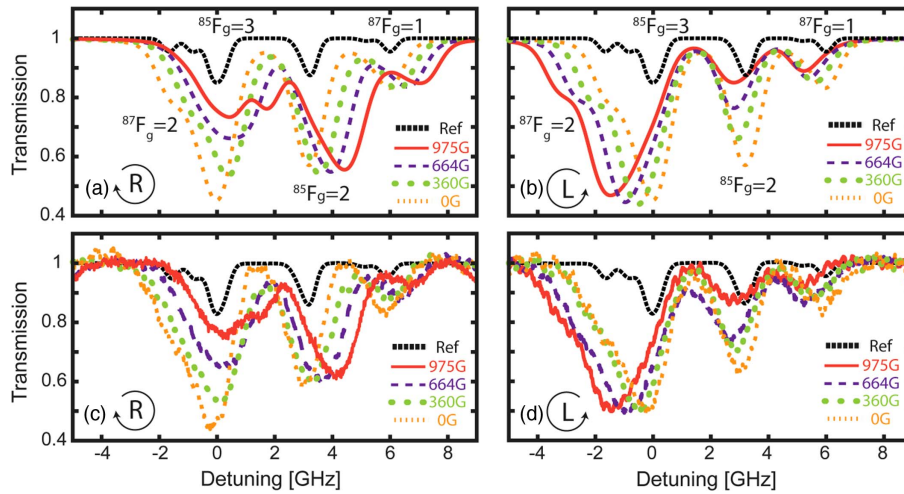 ⁸⁵Fg=3
⁸⁷Fg=1
⁸⁷Fg=2
⁸⁵Fg=2
(a)
R
Ref
975G
664G
360G
0G
Transmission
1
0.8
0.6
0.4
⁸⁵Fg=3
⁸⁷Fg=1
⁸⁷Fg=2
⁸⁵Fg=2
(b)
L
Ref
975G
664G
360G
0G
(c)
R
Ref
975G
664G
360G
0G
Transmission
1
0.8
0.6
0.4
-4 -2 0 2 4 6 8
Detuning [GHz]
(d)
L
Ref
975G
664G
360G
0G
-4 -2 0 2 4 6 8
Detuning [GHz]